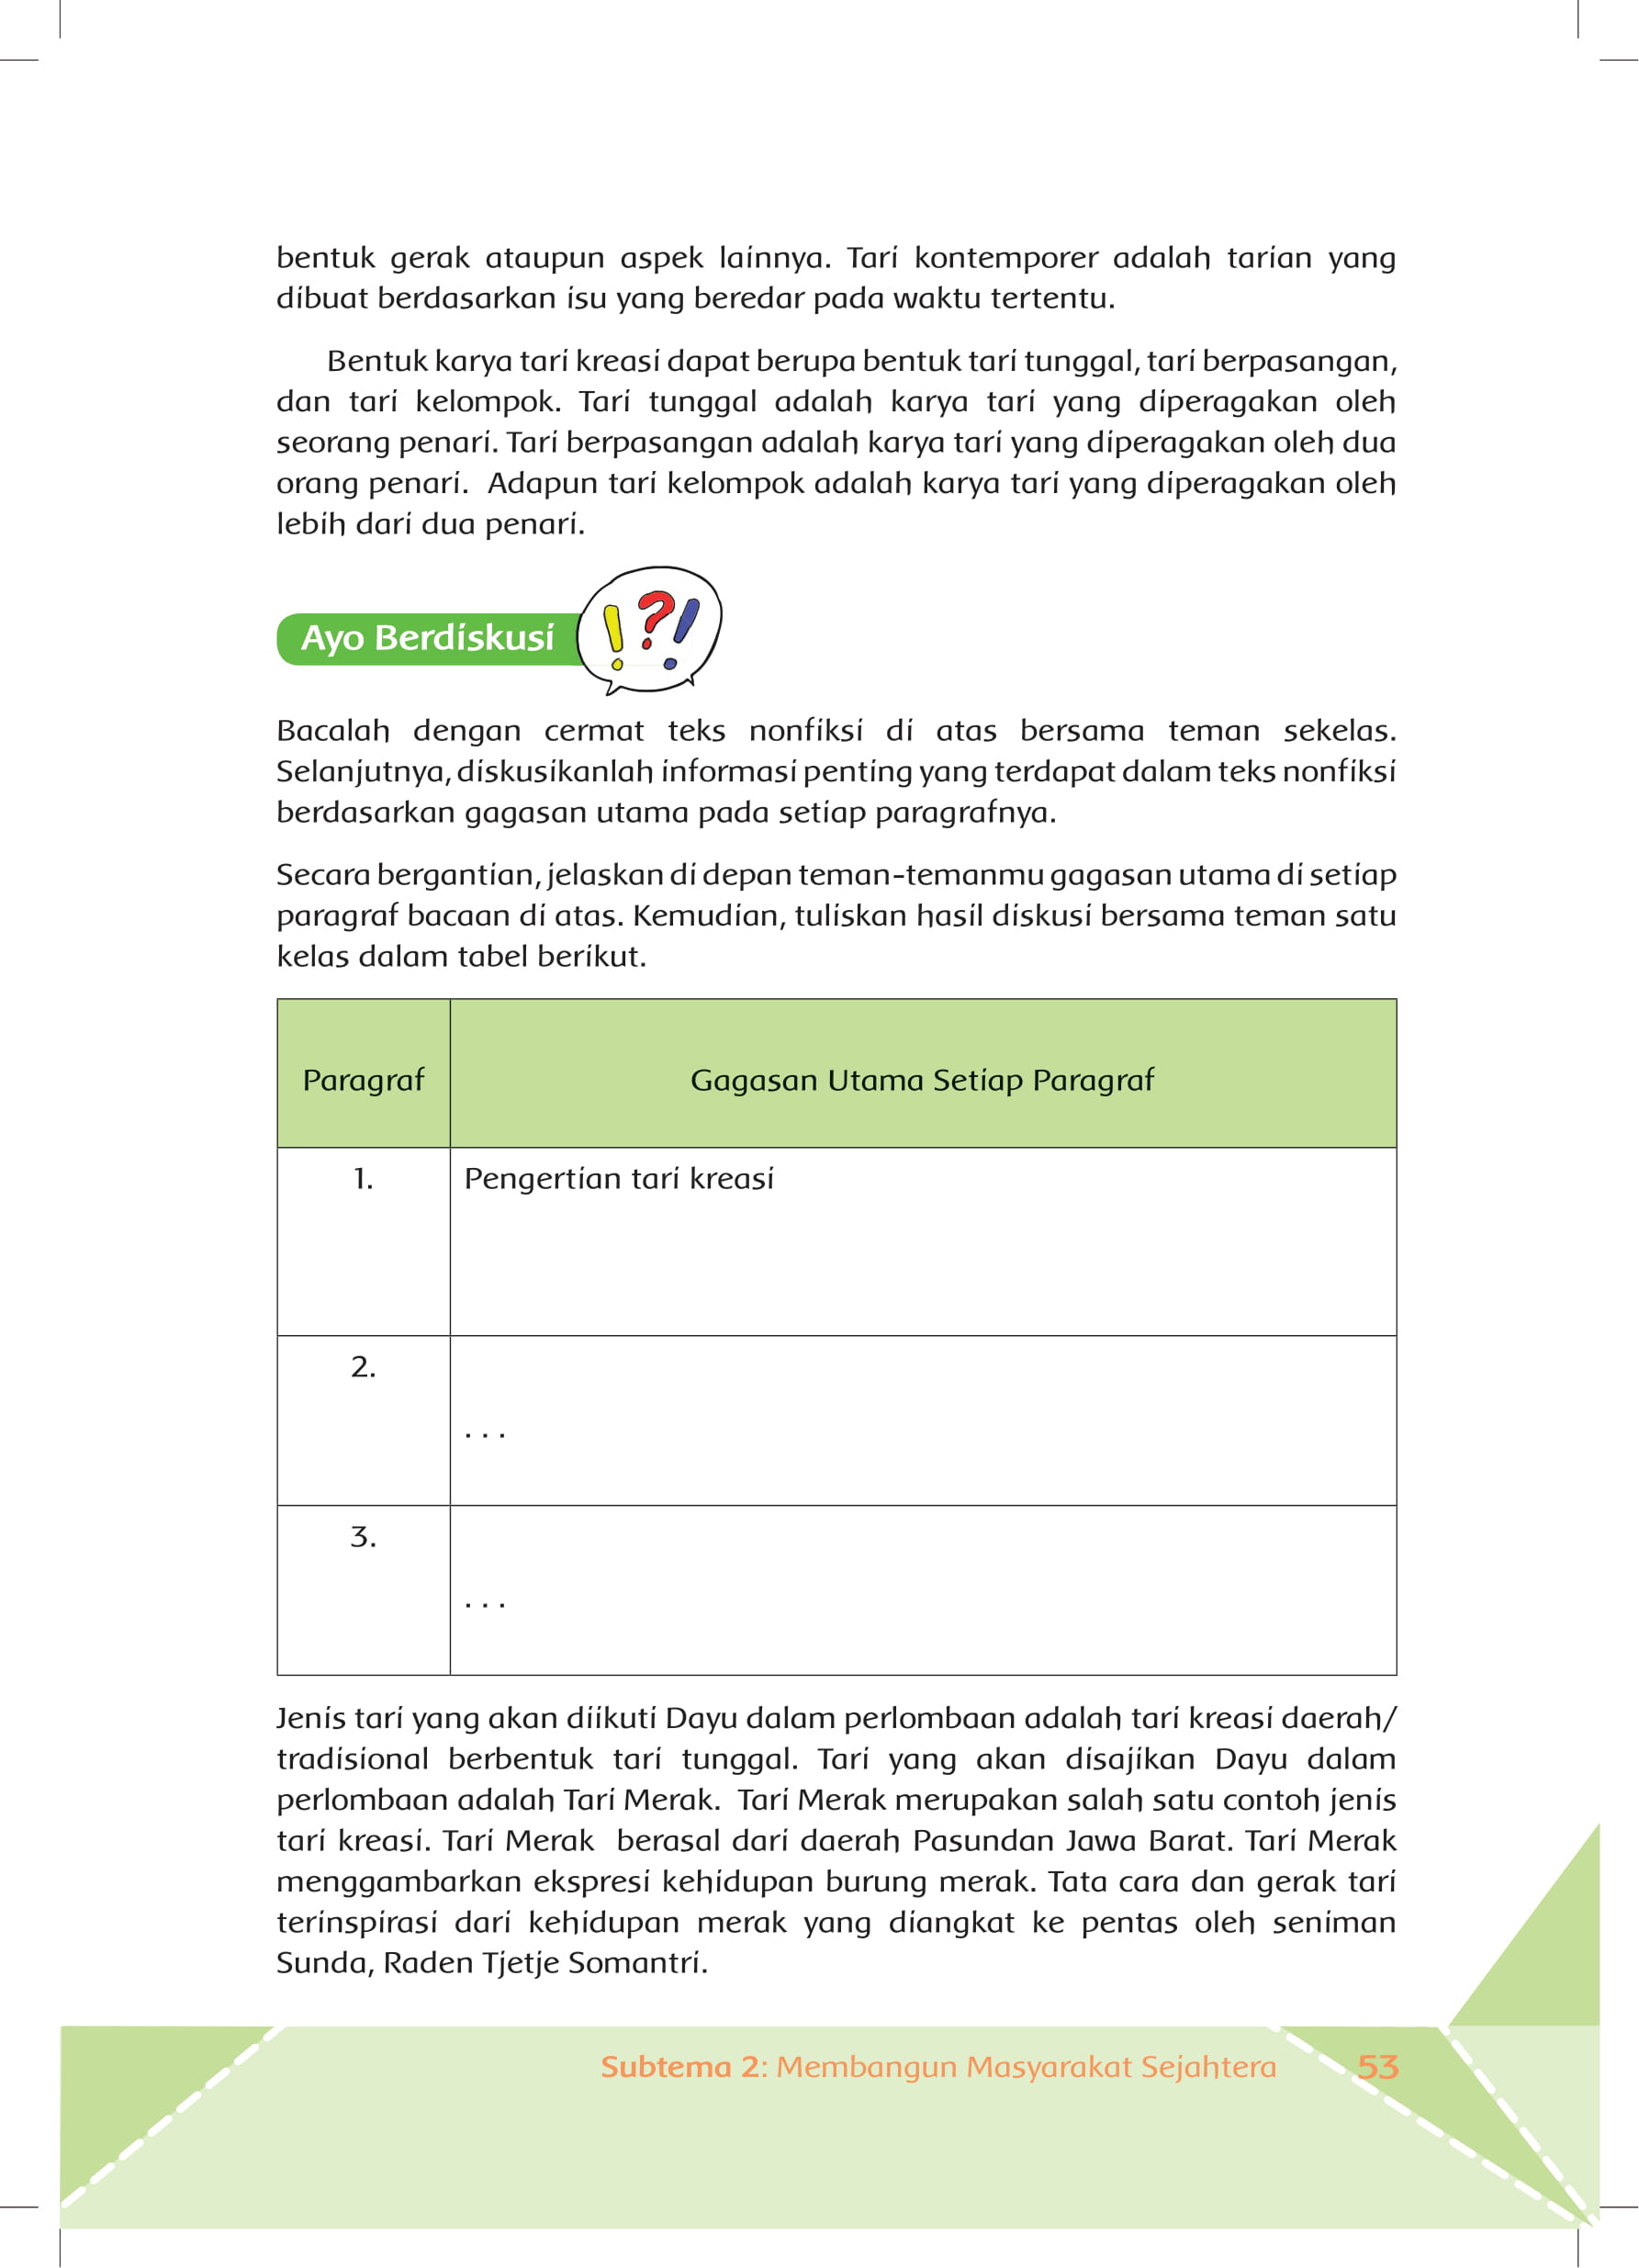 bentuk gerak ataupun aspek lainnya. Tari kontemporer adalah tarian yang
dibuat berdasarkan isu yang beredar pada waktu tertentu.
Bentuk karya tari kreasi dapat berupa bentuk tari tunggal, tari berpasangan,
dan tari kelompok. Tari tunggal adalah karya tari yang diperagakan oleh
seorang penari. Tari berpasangan adalah karya tari yang diperagakan oleh dua
orang penari. Adapun tari kelompok adalah karya tari yang diperagakan oleh
lebih dari dua penari.
Ayo Berdiskusi
!?!
Bacalah dengan cermat teks nonfiksi di atas bersama teman sekelas.
Selanjutnya, diskusikanlah informasi penting yang terdapat dalam teks nonfiksi
berdasarkan gagasan utama pada setiap paragrafnya.
Secara bergantian, jelaskan di depan teman-temanmu gagasan utama di setiap
paragraf bacaan di atas. Kemudian, tuliskan hasil diskusi bersama teman satu
kelas dalam tabel berikut.
Paragraf Gagasan Utama Setiap Paragraf
1. Pengertian tari kreasi
2.
. . .
3.
. . .
Jenis tari yang akan diikuti Dayu dalam perlombaan adalah tari kreasi daerah/
tradisional berbentuk tari tunggal. Tari yang akan disajikan Dayu dalam
perlombaan adalah Tari Merak. Tari Merak merupakan salah satu contoh jenis
tari kreasi. Tari Merak berasal dari daerah Pasundan Jawa Barat. Tari Merak
menggambarkan ekspresi kehidupan burung merak. Tata cara dan gerak tari
terinspirasi dari kehidupan merak yang diangkat ke pentas oleh seniman
Sunda, Raden Tjetje Somantri.
Subtema 2: Membangun Masyarakat Sejahtera 53